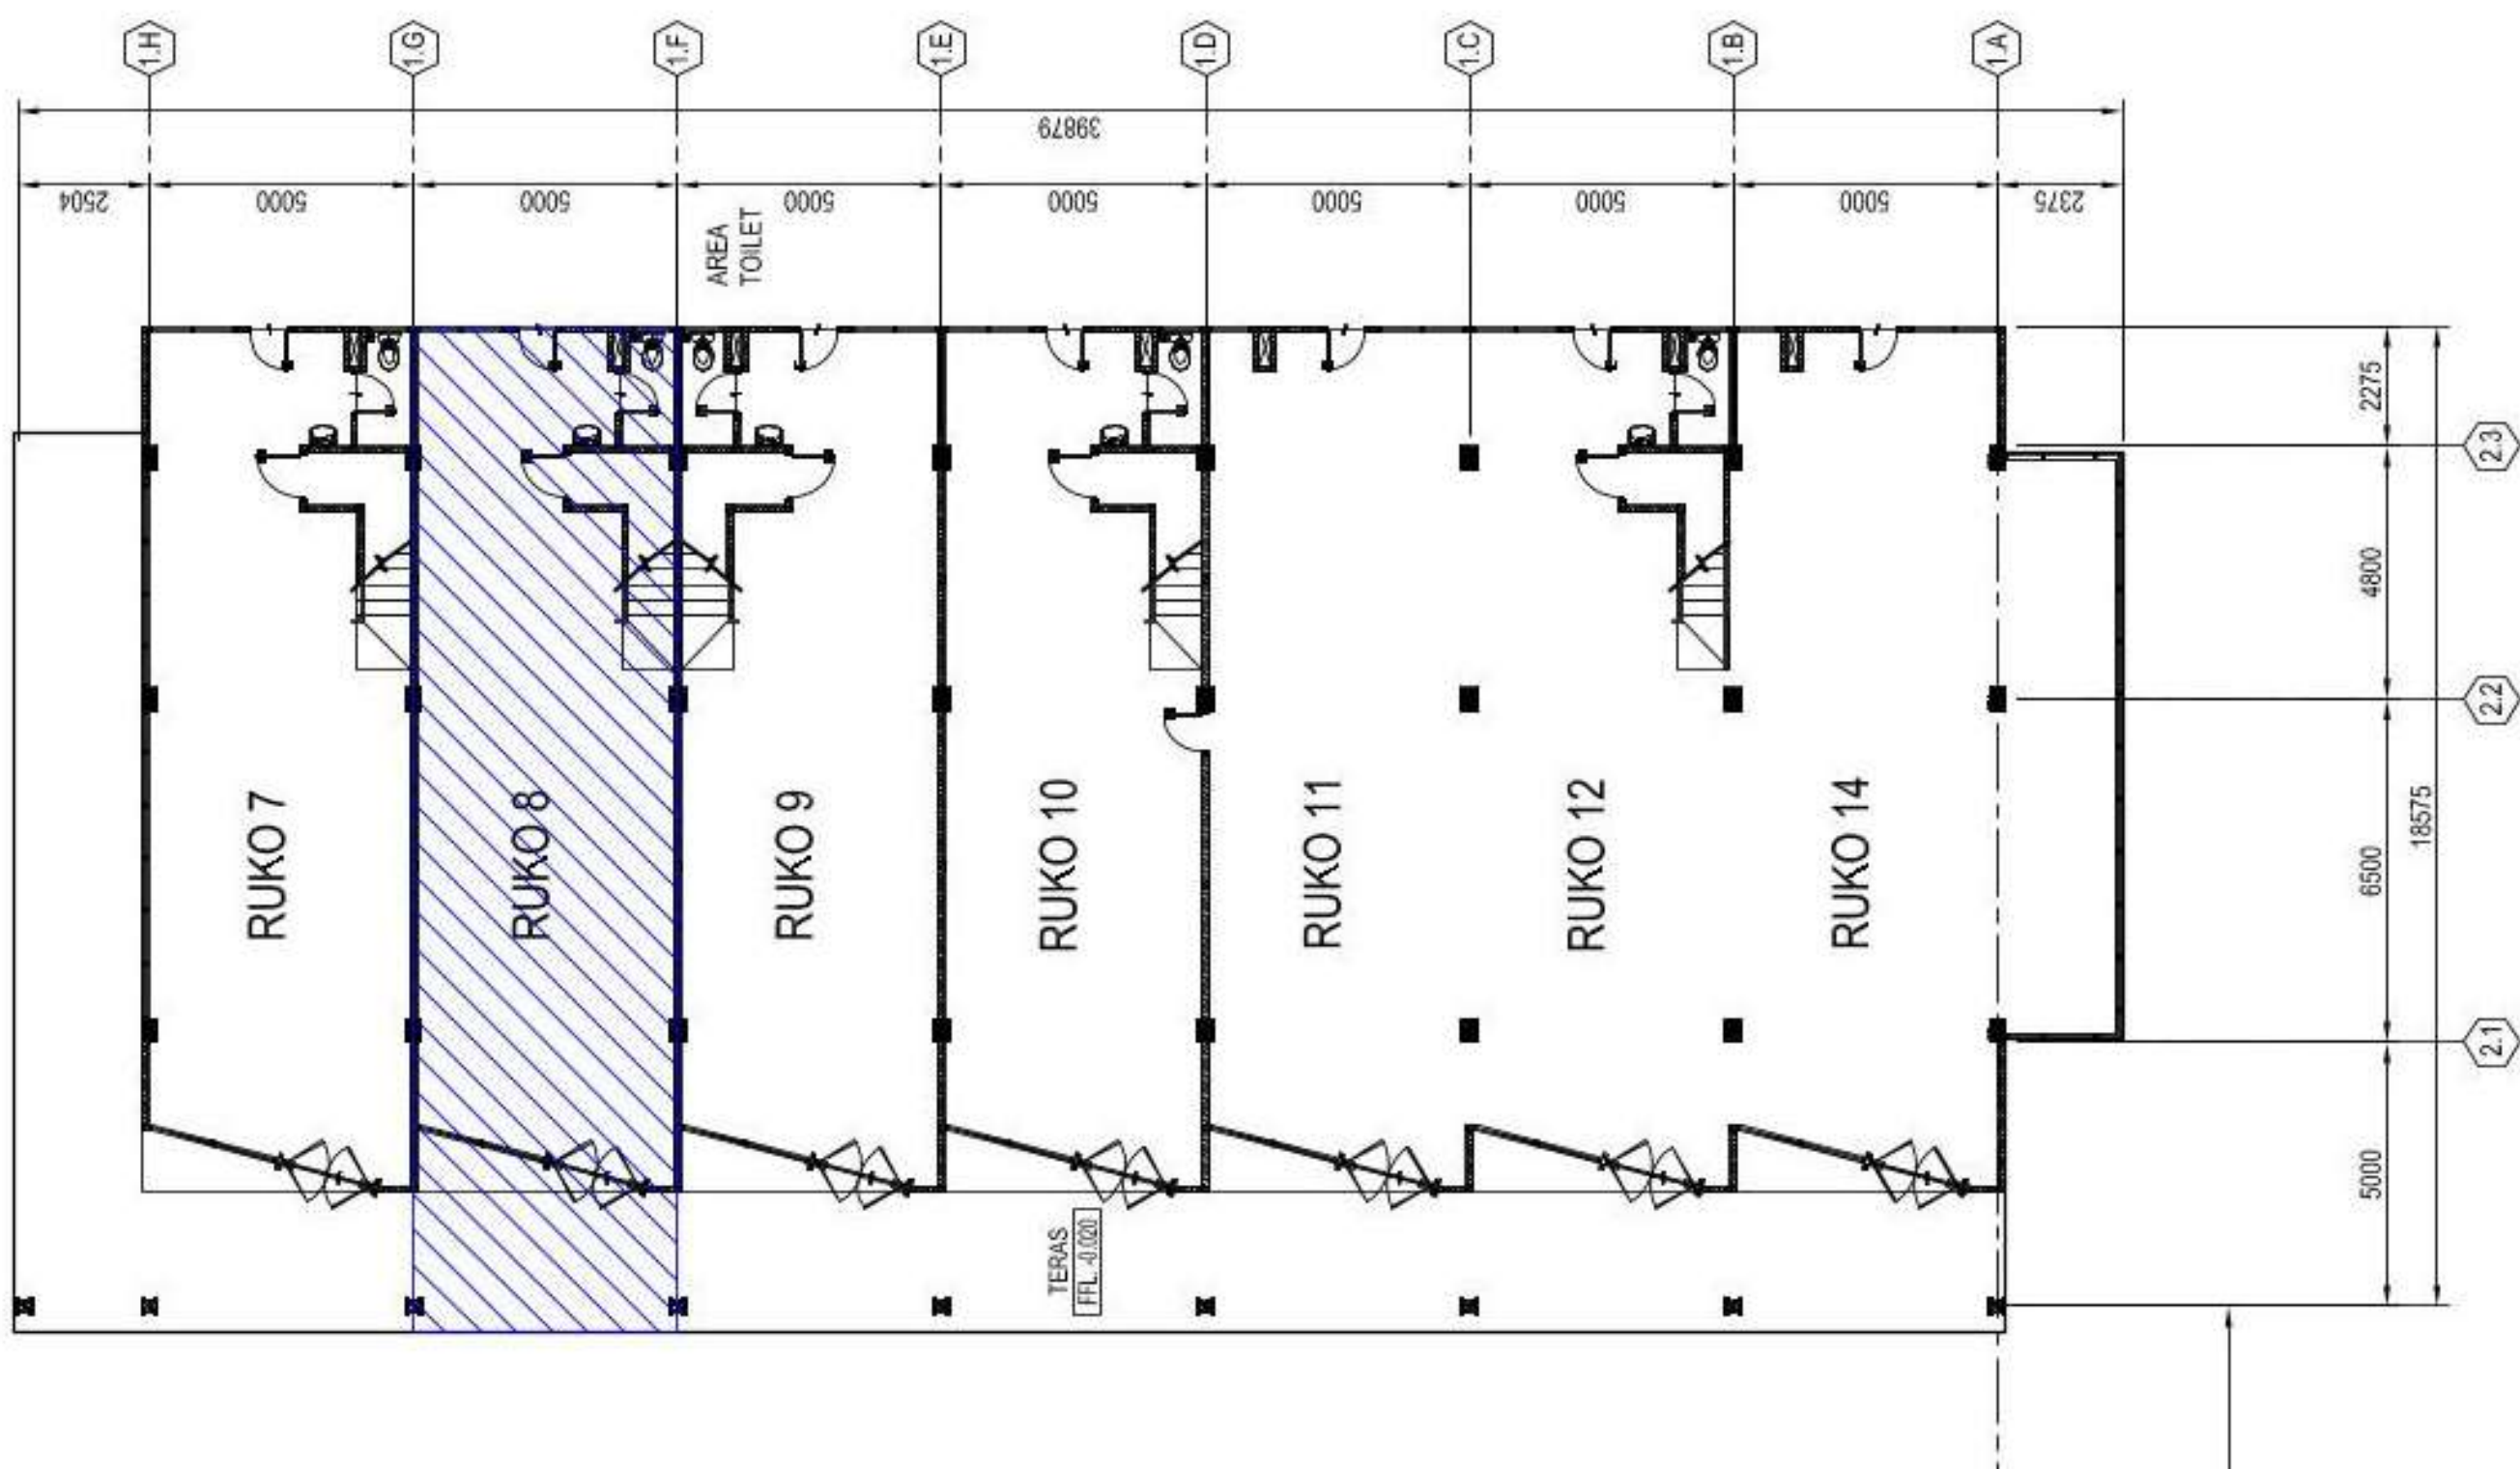 1.H
1.G
1.F
1.E
1.D
1.C
1.B
1.A
39879
2504
5000
5000
5000
5000
5000
5000
5000
2375
AREA
TOILET
2275
2.3
4800
2.2
6500
18575
2.1
5000
RUKO 7
RUKO 8
RUKO 9
RUKO 10
RUKO 11
RUKO 12
RUKO 14
TERAS
FFL. -0.020